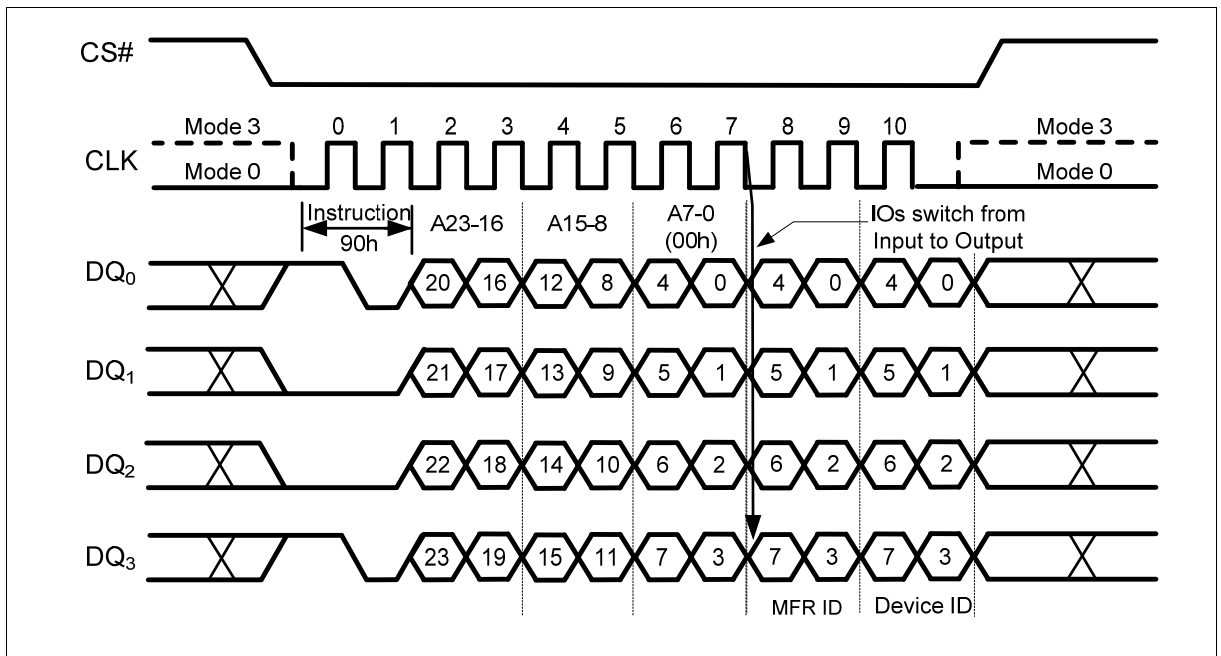 CS#
Mode 3 0 1 2 3 4 5 6 7 8 9 10 Mode 3
CLK
Mode 0 Mode 0
Instruction A23-16 A15-8 A7-0 IOs switch from
90h (00h) Input to Output
DQ0 20 16 12 8 4 0 4 0 4 0
DQ1 21 17 13 9 5 1 5 1 5 1
DQ2 22 18 14 10 6 2 6 2 6 2
DQ3 23 19 15 11 7 3 7 3 7 3
MFR ID Device ID